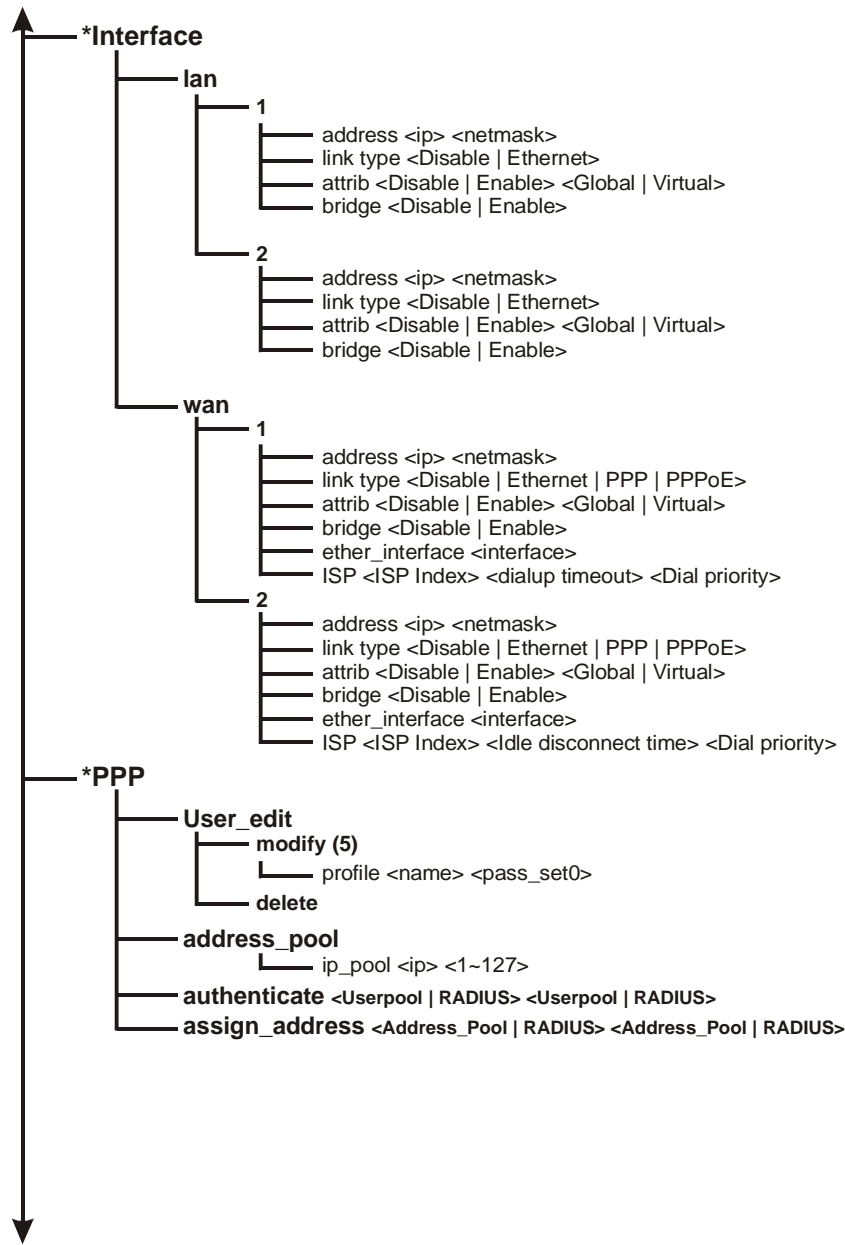 *Interface
lan
1
address <ip> <netmask>
link type <Disable | Ethernet>
attrib <Disable | Enable> <Global | Virtual>
bridge <Disable | Enable>
2
address <ip> <netmask>
link type <Disable | Ethernet>
attrib <Disable | Enable> <Global | Virtual>
bridge <Disable | Enable>
wan
1
address <ip> <netmask>
link type <Disable | Ethernet | PPP | PPPoE>
attrib <Disable | Enable> <Global | Virtual>
bridge <Disable | Enable>
ether_interface <interface>
ISP <ISP Index> <dialup timeout> <Dial priority>
2
address <ip> <netmask>
link type <Disable | Ethernet | PPP | PPPoE>
attrib <Disable | Enable> <Global | Virtual>
bridge <Disable | Enable>
ether_interface <interface>
ISP <ISP Index> <Idle disconnect time> <Dial priority>
*PPP
User_edit
modify (5)
profile <name> <pass_set0>
delete
address_pool
ip_pool <ip> <1~127>
authenticate <Userpool | RADIUS> <Userpool | RADIUS>
assign_address <Address_Pool | RADIUS> <Address_Pool | RADIUS>